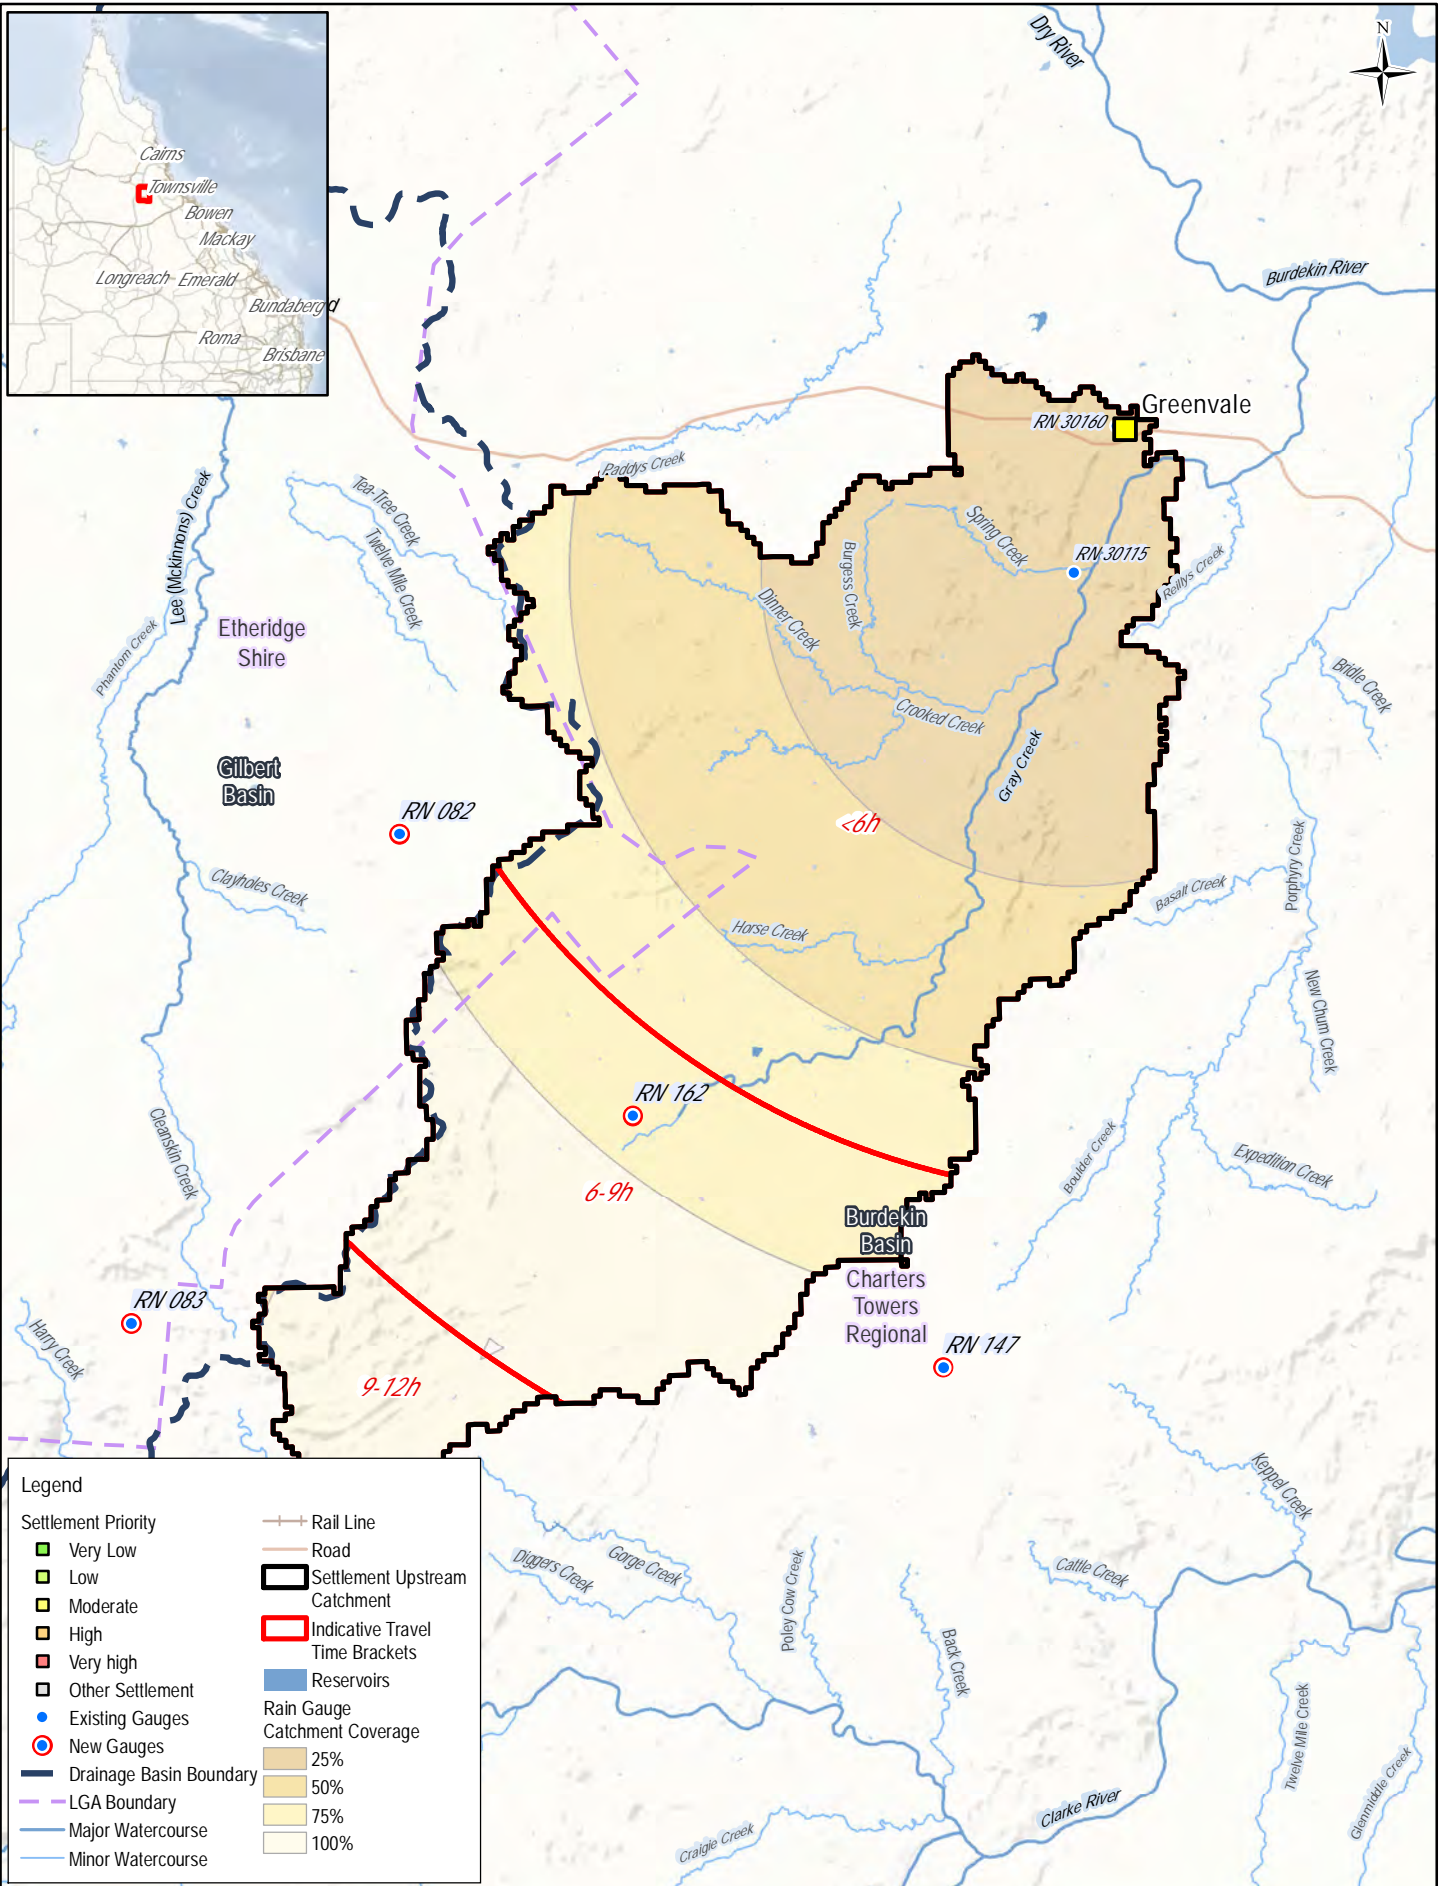 N
Cairns
Townsville
Bowen
Mackay
Longreach
Emerald
Bundaberg
d
Roma
Brisbane
Dry River
Burdekin River
Greenvale
RN 30160
Paddys Creek
Lee (Mckinnons) Creek
Tea-Tree Creek
Twelve Mile Creek
Phantom Creek
Etheridge
Shire
Spring Creek
RN 30115
Burgess Creek
Reillys Creek
Dinner Creek
Bridle Creek
Crooked Creek
Gray Creek
Gilbert
Basin
RN 082
<6h
Clayholes Creek
Porphyry Creek
Basalt Creek
Horse Creek
New Chum Creek
RN 162
Cleanskin Creek
Boulder Creek
Expedition Creek
6-9h
Burdekin
Basin
Charters
Towers
Regional
RN 083
Harry Creek
RN 147
9-12h
Keppel Creek
Legend
Settlement Priority
Very Low
Low
Moderate
High
Very high
Other Settlement
Existing Gauges
New Gauges
Drainage Basin Boundary
LGA Boundary
Major Watercourse
Minor Watercourse
Rail Line
Road
Settlement Upstream
Catchment
Indicative Travel
Time Brackets
Reservoirs
Rain Gauge
Catchment Coverage
25%
50%
75%
100%
Diggers Creek
Gorge Creek
Poley Cow Creek
Back Creek
Cattle Creek
Twelve Mile Creek
Glenmiddle Creek
Clarke River
Craigie Creek